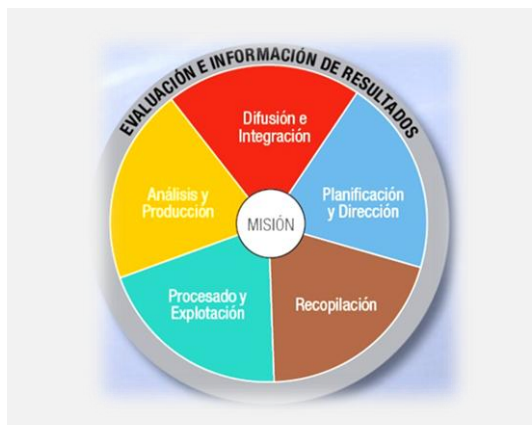 EVALUACIÓN E INFORMACIÓN DE RESULTADOS
Difusión e
Integración
Planificación
y Dirección
Análisis y
Producción
MISIÓN
Procesado y
Explotación
Recopilación